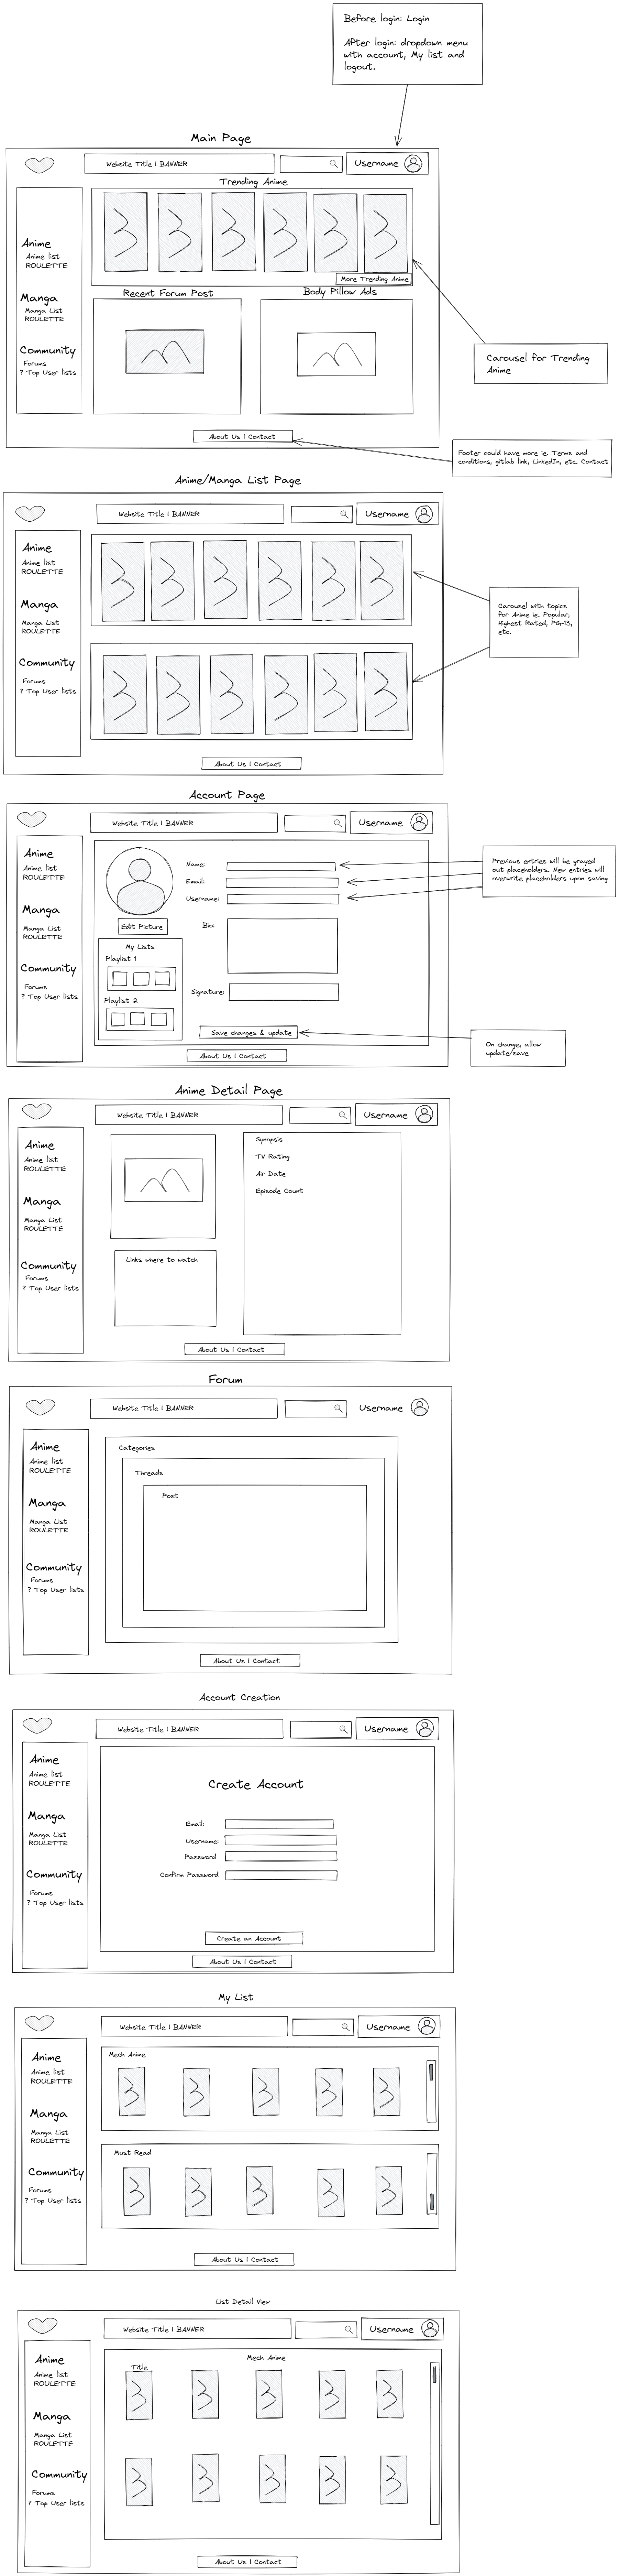 Before login: Login
After login: dropdown menu
with account, My list and
logout.
Main Page
Website Title | BANNER
Username
Trending Anime
Anime
Anime list
ROULETTE
Manga
Manga List
ROULETTE
Community
Forums
? Top User lists
More Trending Anime
Recent Forum Post
Body Pillow Ads
Carousel for Trending
Anime
About Us | Contact
Footer could have more ie. Terms and
conditions, gitlab link, LinkedIn, etc. Contact
Anime/Manga List Page
Website Title | BANNER
Username
Anime
Anime list
ROULETTE
Manga
Manga List
ROULETTE
Community
Forums
? Top User lists
Carousel with topics
for Anime ie. Popular,
Highest Rated, PG-13,
etc.
About Us | Contact
Account Page
Website Title | BANNER
Username
Anime
Anime list
ROULETTE
Manga
Manga List
ROULETTE
Community
Forums
? Top User lists
Edit Picture
My Lists
Playlist 1
Playlist 2
Name:
Email:
Username:
Bio:
Signature:
Save changes & update
Previous entries will be grayed
out placeholders. New entries will
overwrite placeholders upon saving
On change, allow
update/save
About Us | Contact
Anime Detail Page
Website Title | BANNER
Username
Anime
Anime list
ROULETTE
Manga
Manga List
ROULETTE
Community
Forums
? Top User lists
Links where to watch
Synopsis
TV Rating
Air Date
Episode Count
About Us | Contact
Forum
Website Title | BANNER
Username
Anime
Anime list
ROULETTE
Manga
Manga List
ROULETTE
Community
Forums
? Top User lists
Categories
Threads
Post
About Us | Contact
Account Creation
Website Title | BANNER
Username
Anime
Anime list
ROULETTE
Manga
Manga List
ROULETTE
Community
Forums
? Top User lists
Create Account
Email:
Username:
Password
Confirm Password
Create an Account
About Us | Contact
My List
Website Title | BANNER
Username
Anime
Anime list
ROULETTE
Manga
Manga List
ROULETTE
Community
Forums
? Top User lists
Mech Anime
Must Read
About Us | Contact
List Detail View
Website Title | BANNER
Username
Anime
Anime list
ROULETTE
Manga
Manga List
ROULETTE
Community
Forums
? Top User lists
Mech Anime
Title
About Us | Contact